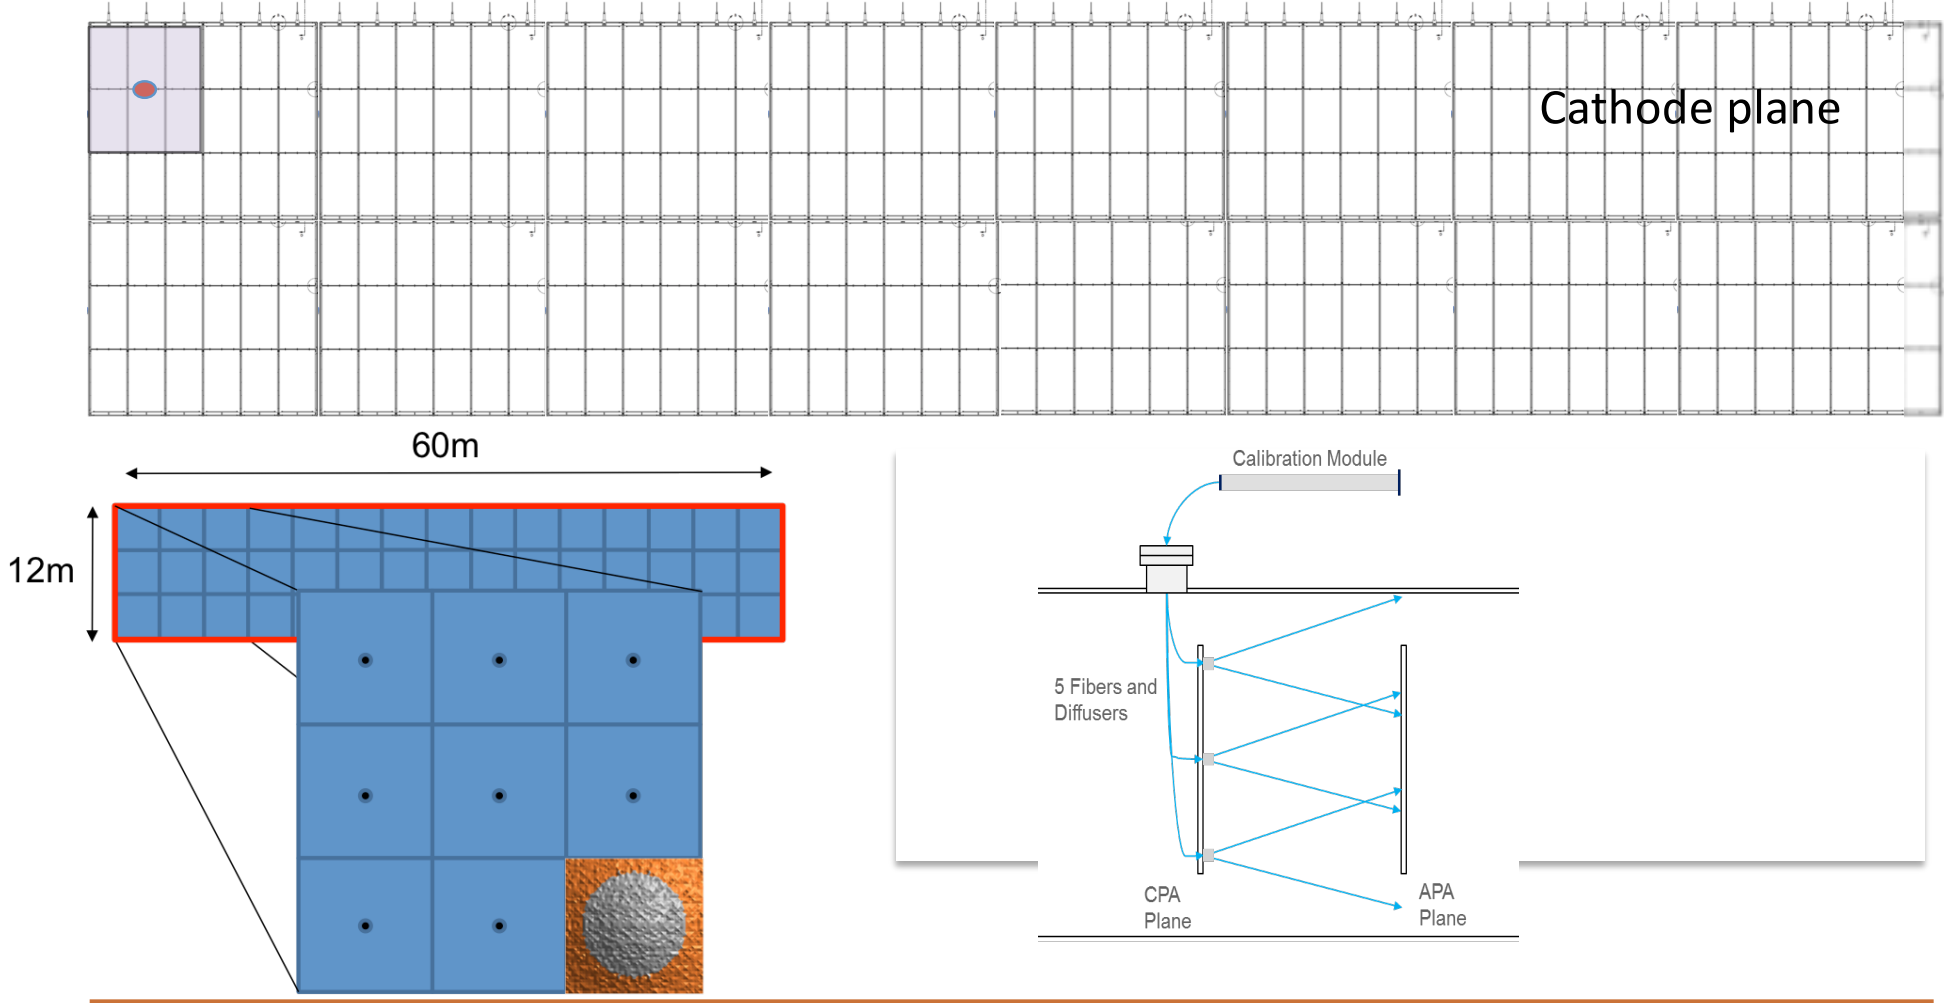 Cathode plane
60m
12m
Calibration Module
5 Fibers and
Diffusers
CPA
Plane
APA
Plane